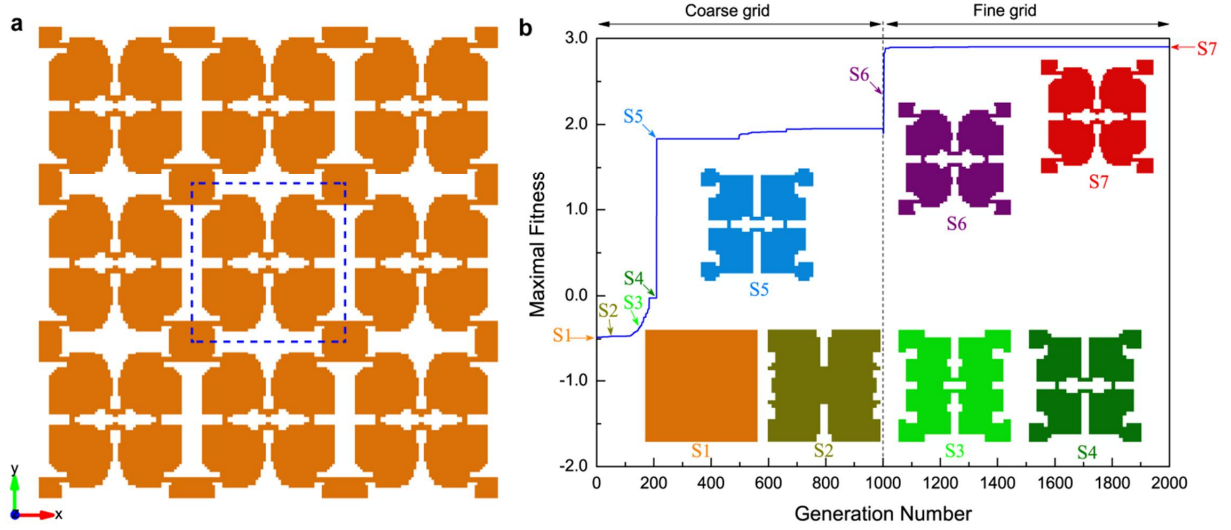 a
y
x
b
Coarse grid
Fine grid
Maximal Fitness
3.0
2.0
1.0
0.0
-1.0
-2.0
S1
S2
S3
S4
S5
S6
S7
S5
S6
S7
S1
S2
S3
S4
0 200 400 600 800 1000 1200 1400 1600 1800 2000
Generation Number